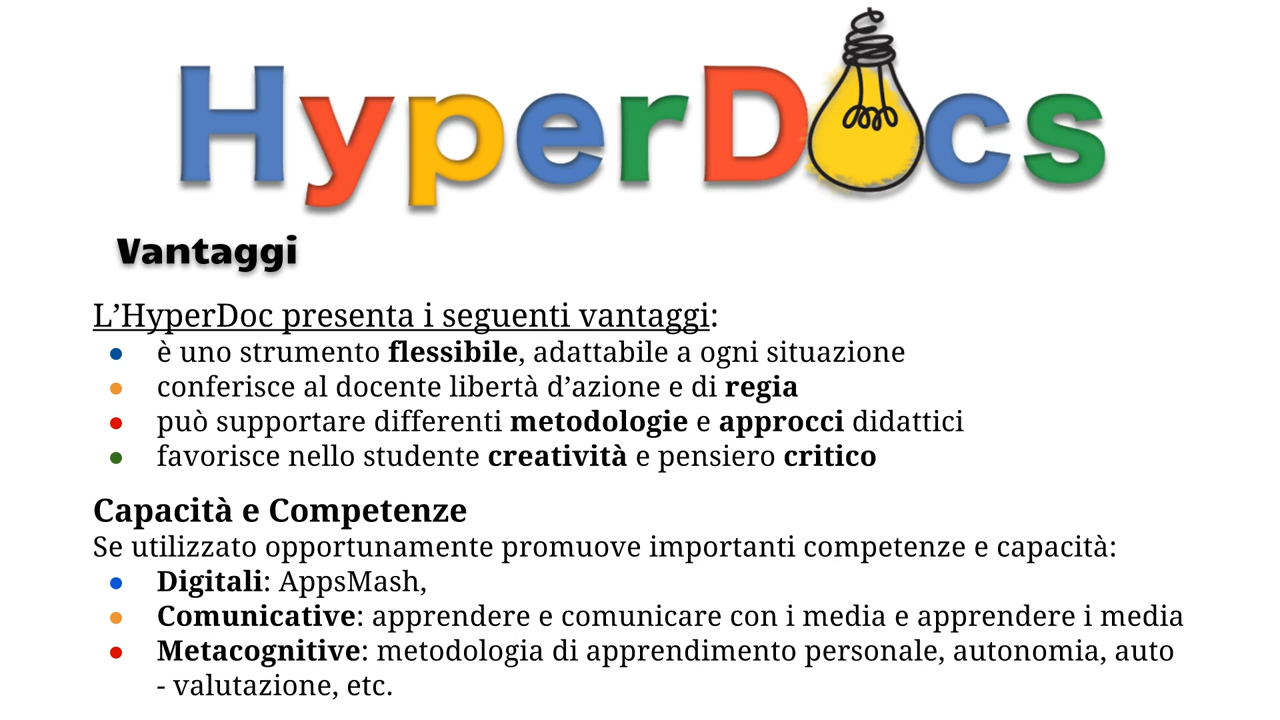 HyperDocs
Vantaggi
L’HyperDoc presenta i seguenti vantaggi:
● è uno strumento flessibile, adattabile a ogni situazione
● conferisce al docente libertà d’azione e di regia
● può supportare differenti metodologie e approcci didattici
● favorisce nello studente creatività e pensiero critico
Capacità e Competenze
Se utilizzato opportunamente promuove importanti competenze e capacità:
● Digitali: AppsMash,
● Comunicative: apprendere e comunicare con i media e apprendere i media
● Metacognitive: metodologia di apprendimento personale, autonomia, auto
- valutazione, etc.